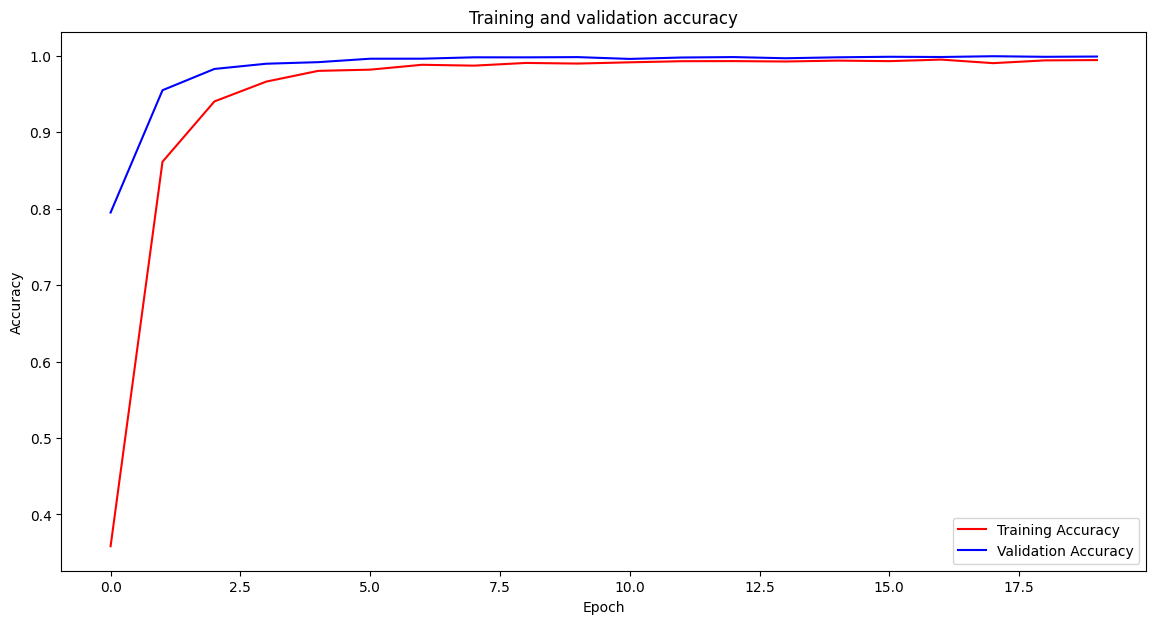 Training and validation accuracy
1.0
0.9
0.8
0.7
0.6
0.5
0.4
Accuracy
Training Accuracy
Validation Accuracy
0.0 2.5 5.0 7.5 10.0 12.5 15.0 17.5
Epoch